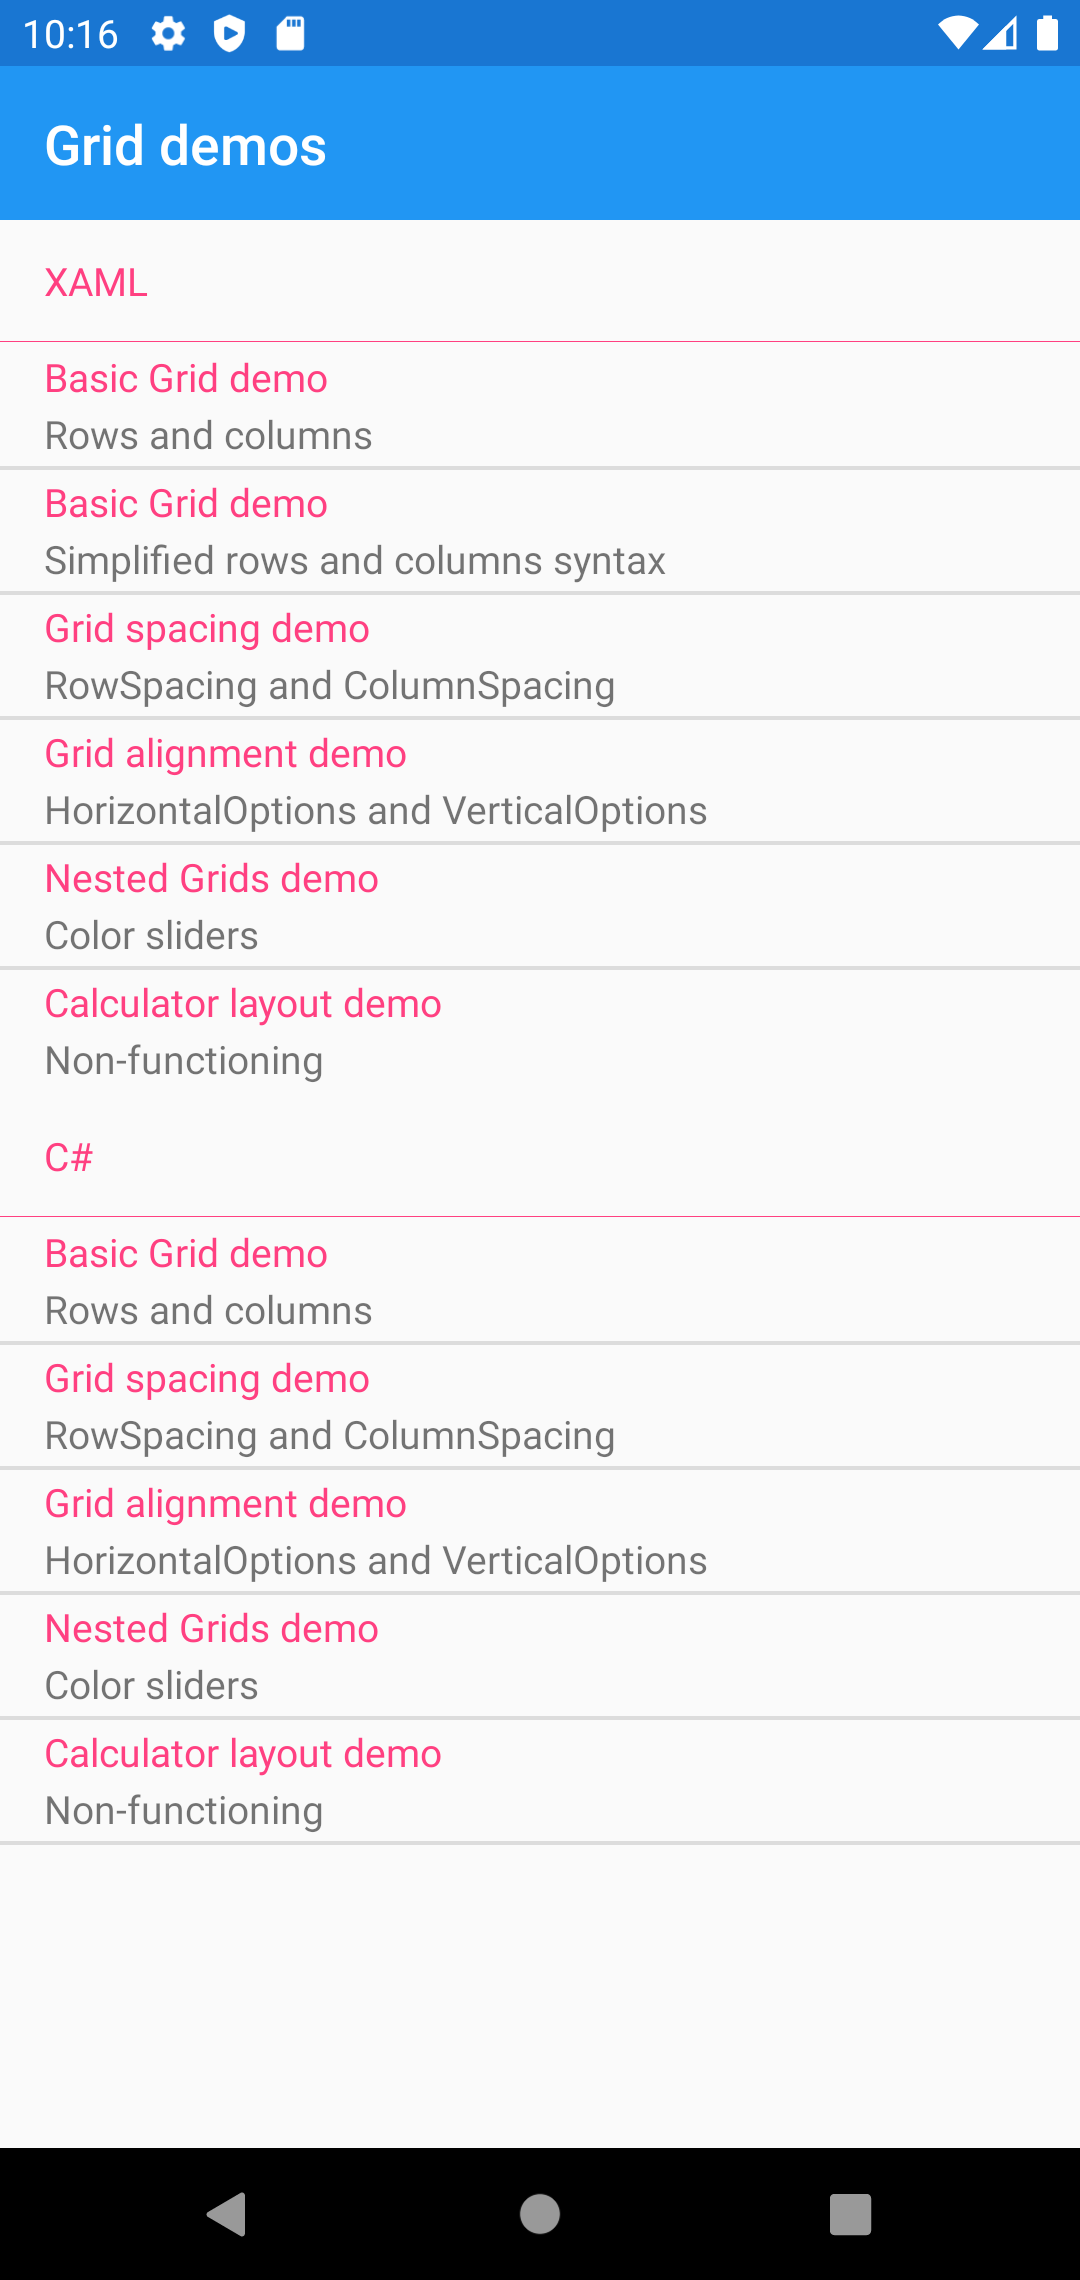 10:16
Grid demos
XAML
Basic Grid demo
Rows and columns
Basic Grid demo
Simplified rows and columns syntax
Grid spacing demo
RowSpacing and ColumnSpacing
Grid alignment demo
HorizontalOptions and VerticalOptions
Nested Grids demo
Color sliders
Calculator layout demo
Non-functioning
C#
Basic Grid demo
Rows and columns
Grid spacing demo
RowSpacing and ColumnSpacing
Grid alignment demo
HorizontalOptions and VerticalOptions
Nested Grids demo
Color sliders
Calculator layout demo
Non-functioning